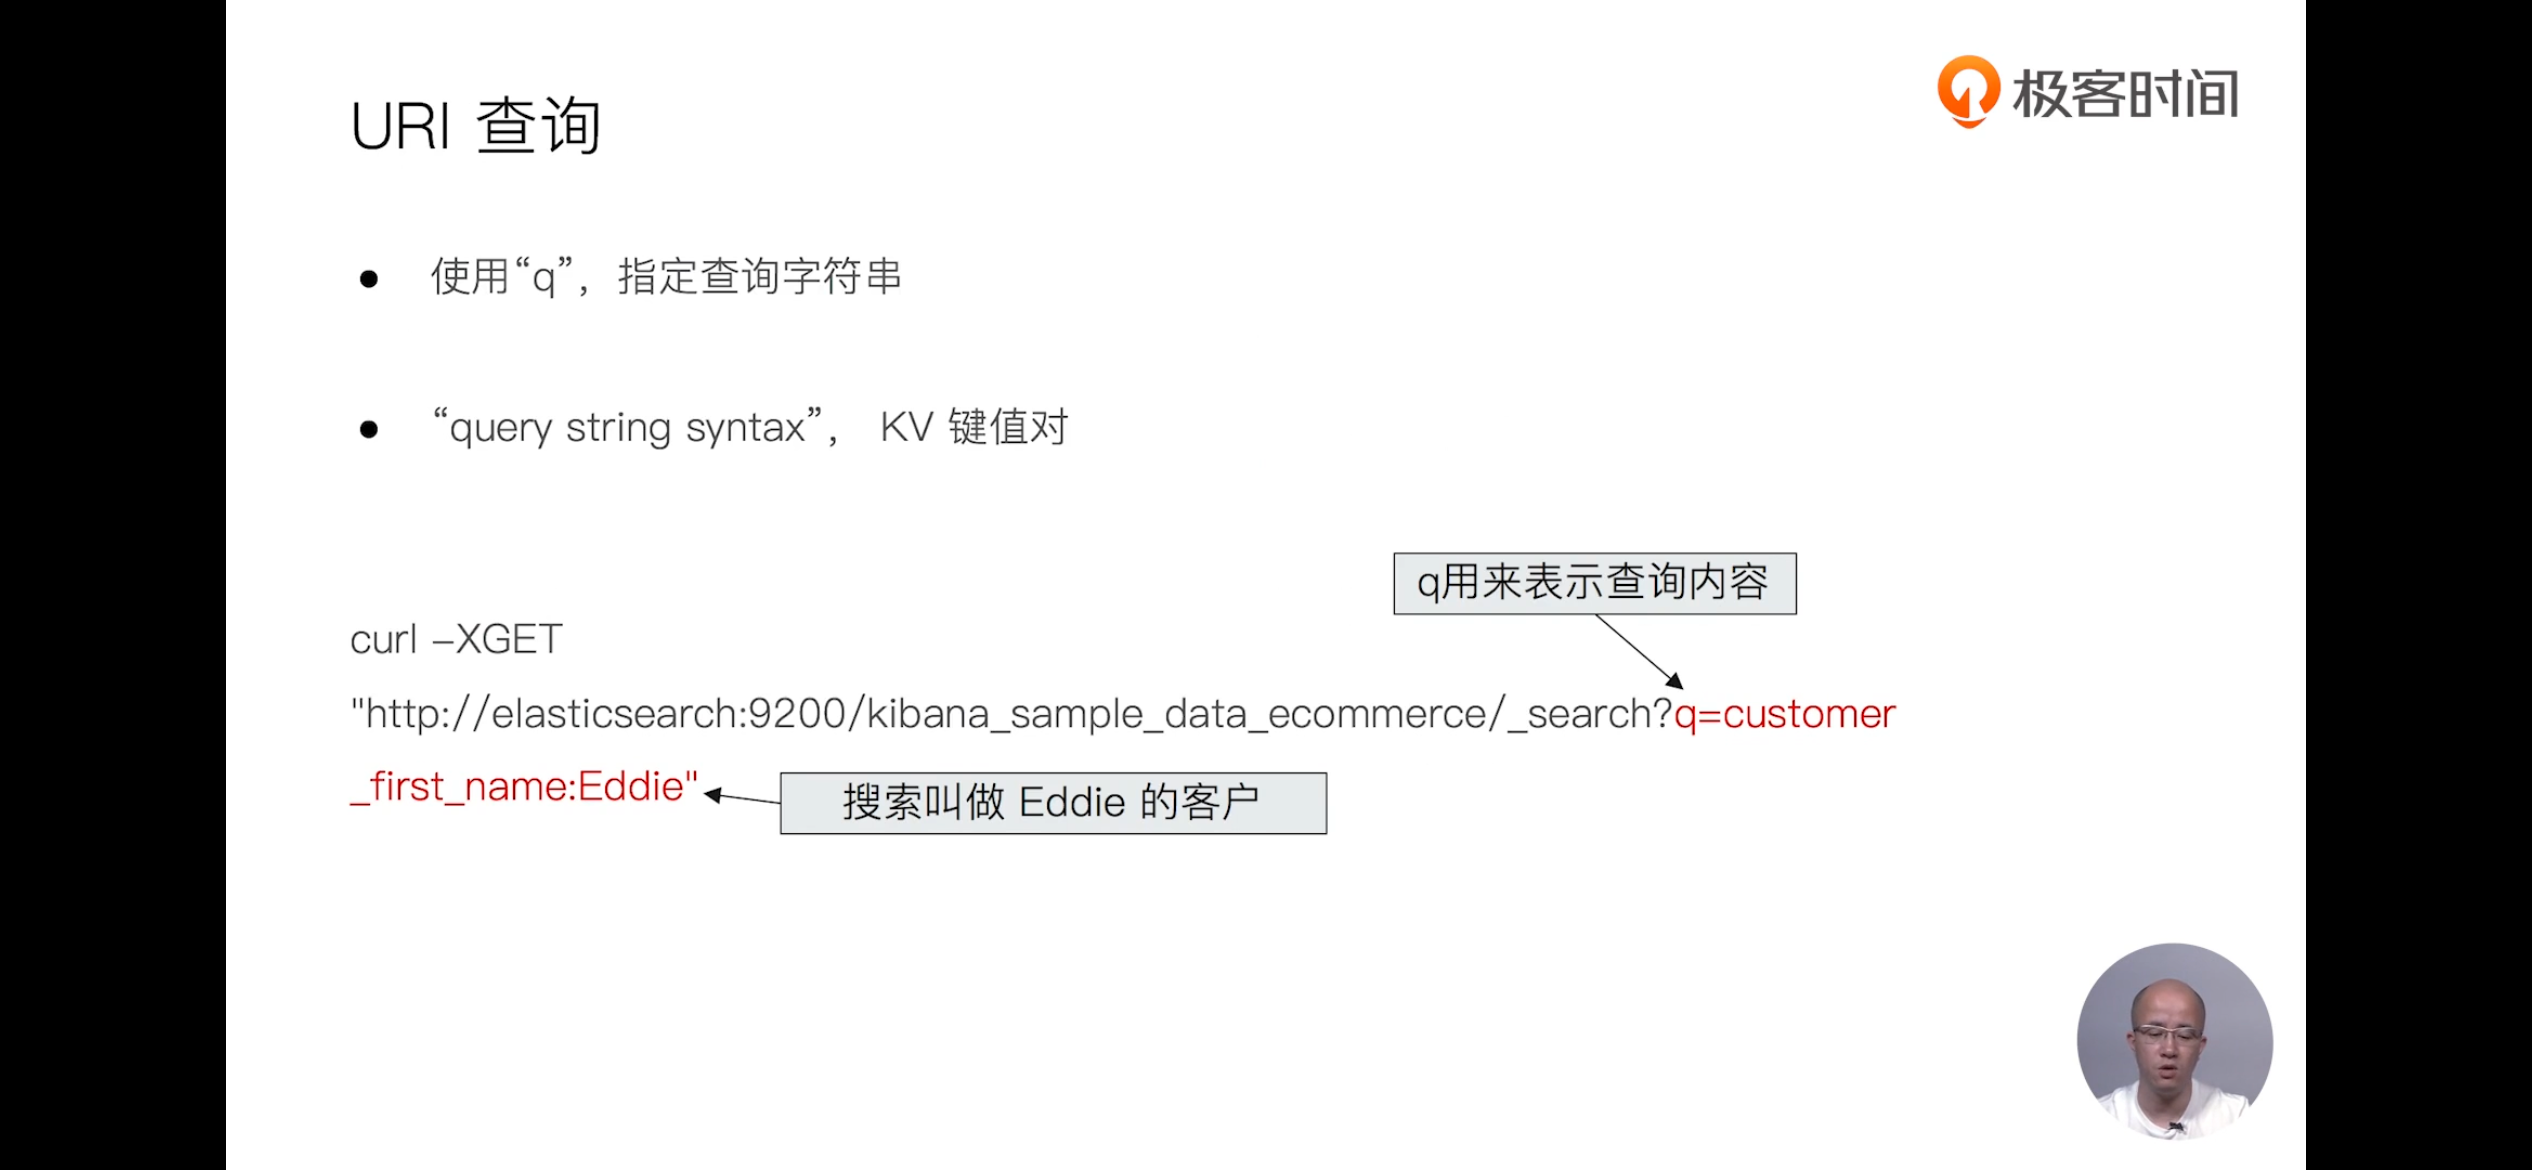 极客时间
URI 查询
● 使用“q”，指定查询字符串
● “query string syntax”， KV 键值对
q用来表示查询内容
curl –XGET
"http://elasticsearch:9200/kibana_sample_data_ecommerce/_search?q=customer
_first_name:Eddie"
搜索叫做 Eddie 的客户